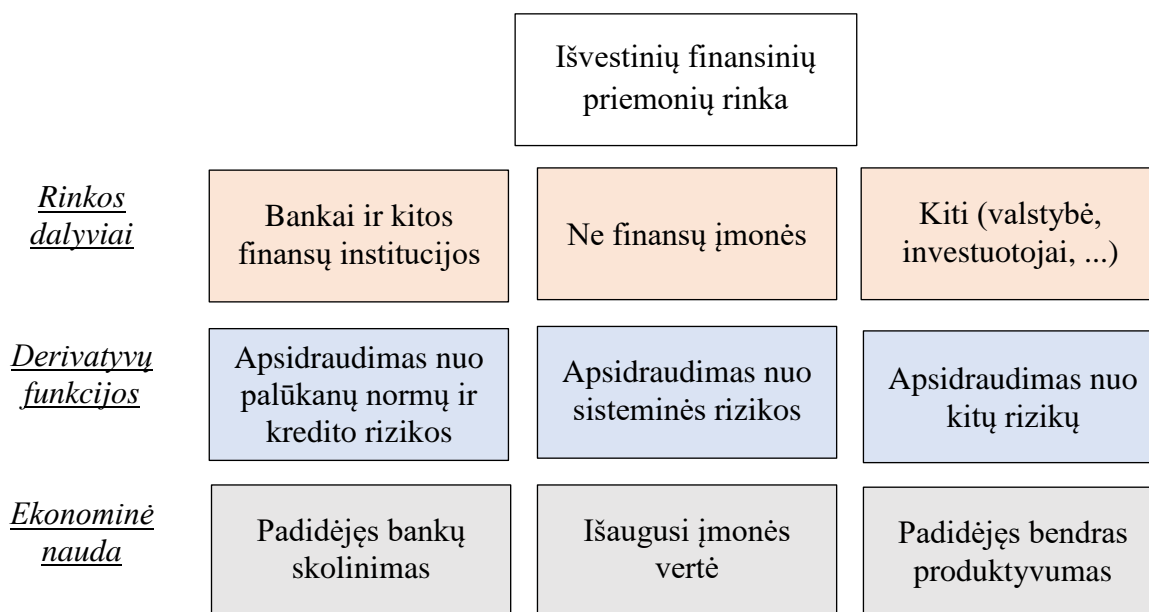 Išvestinių finansinių
priemonių rinka
Rinkos
dalyviai
Bankai ir kitos
finansų institucijos
Ne finansų įmonės
Kiti (valstybė,
investuotojai, ...)
Derivatyvų
funkcijos
Apsidraudimas nuo
palūkanų normų ir
kredito rizikos
Apsidraudimas nuo
sisteminės rizikos
Apsidraudimas nuo
kitų rizikų
Ekonominė
nauda
Padidėjęs bankų
skolinimas
Išaugusi įmonės
vertė
Padidėjęs bendras
produktyvumas